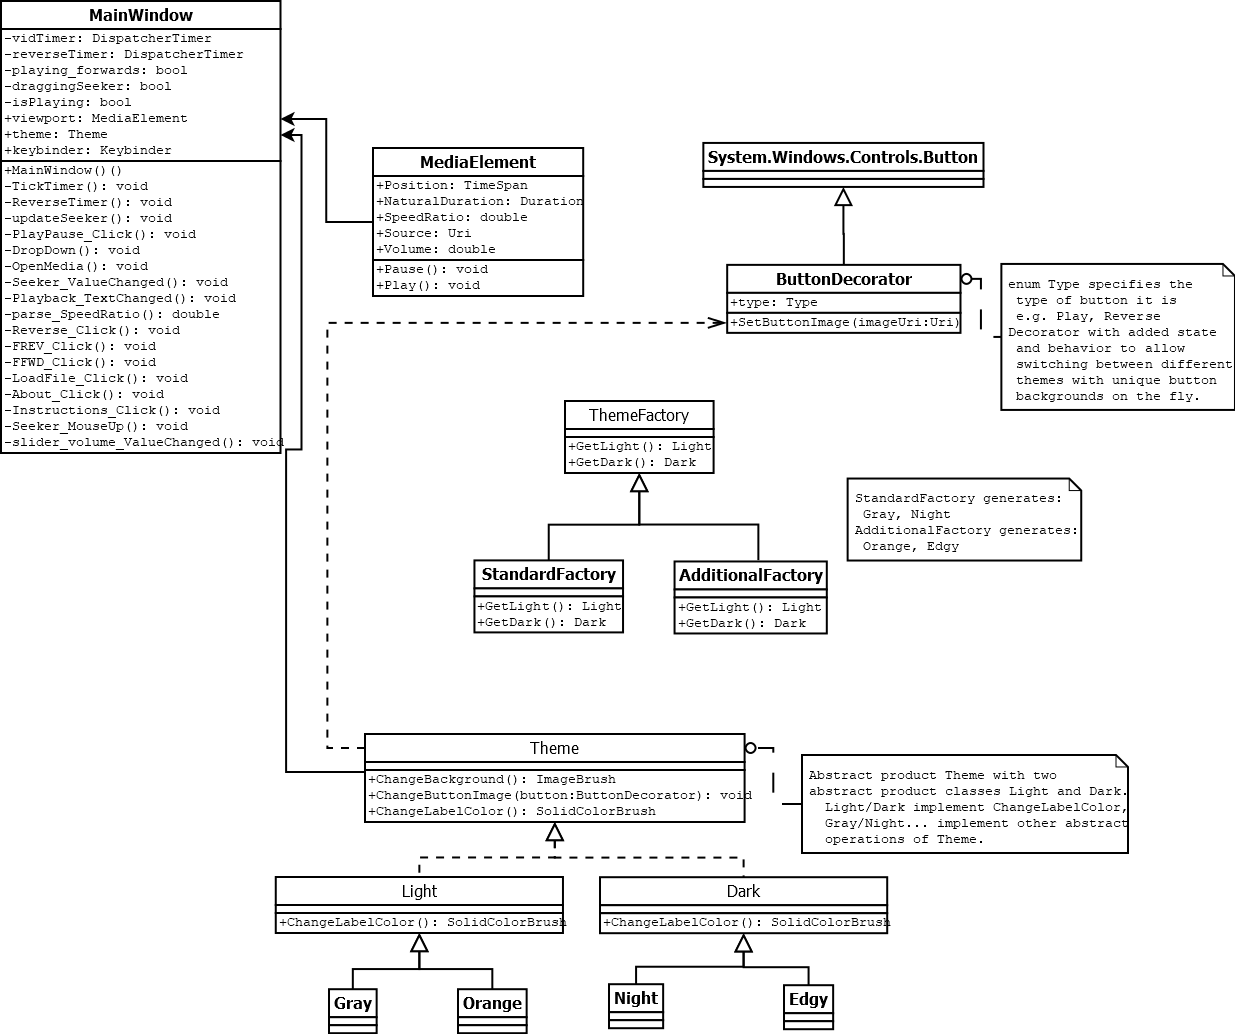 MainWindow
-vidTimer: DispatcherTimer
-reverseTimer: DispatcherTimer
-playing_forwards: bool
-draggingSeeker: bool
-isPlaying: bool
+viewport: MediaElement
+theme: Theme
+keybinder: Keybinder
+MainWindow()()
-TickTimer(): void
-ReverseTimer(): void
-updateSeeker(): void
-PlayPause_Click(): void
-DropDown(): void
-OpenMedia(): void
-Seeker_ValueChanged(): void
-Playback_TextChanged(): void
-parse_SpeedRatio(): double
-Reverse_Click(): void
-FREV_Click(): void
-FFWD_Click(): void
-LoadFile_Click(): void
-About_Click(): void
-Instructions_Click(): void
-Seeker_MouseUp(): void
-slider_volume_ValueChanged(): void
MediaElement
+Position: TimeSpan
+NaturalDuration: Duration
+SpeedRatio: double
+Source: Uri
+Volume: double
+Pause(): void
+Play(): void
System.Windows.Controls.Button
ButtonDecorator
+type: Type
+SetButtonImage(imageUri:Uri)
enum Type specifies the
type of button it is
e.g. Play, Reverse
Decorator with added state
and behavior to allow
switching between different
themes with unique button
backgrounds on the fly.
ThemeFactory
+GetLight(): Light
+GetDark(): Dark
StandardFactory generates:
Gray, Night
AdditionalFactory generates:
Orange, Edgy
StandardFactory
+GetLight(): Light
+GetDark(): Dark
AdditionalFactory
+GetLight(): Light
+GetDark(): Dark
Theme
+ChangeBackground(): ImageBrush
+ChangeButtonImage(button:ButtonDecorator): void
+ChangeLabelColor(): SolidColorBrush
Abstract product Theme with two
abstract product classes Light and Dark.
Light/Dark implement ChangeLabelColor,
Gray/Night... implement other abstract
operations of Theme.
Light
+ChangeLabelColor(): SolidColorBrush
Dark
+ChangeLabelColor(): SolidColorBrush
Gray
Orange
Night
Edgy